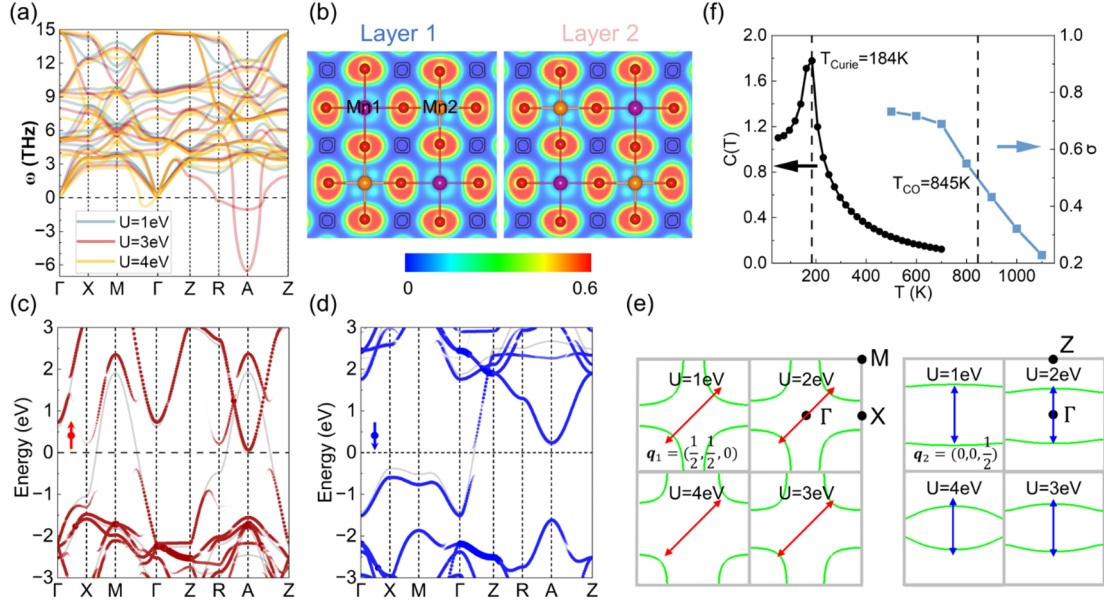 (a)
ω (THz)
15
12
9
6
3
0
−3
−6
U=1eV
U=3eV
U=4eV
Γ X M Γ Z R A Z
(b)
Layer 1 Layer 2
Mn1 Mn2
0 0.6
(f)
C(T)
2.0
1.6
1.2
0.8
0.4
0.0
T_Curie=184K
T_CO=845K
1.0
0.8
0.6
0.4
0.2
0 200 400 600 800 1000
T (K)
(c)
Energy (eV)
3
2
1
0
−1
−2
−3
Γ X M Γ Z R A Z
(d)
Energy (eV)
3
2
1
0
−1
−2
−3
Γ X M Γ Z R A Z
(e)
M
U=1eV U=2eV
Γ X
q₁ = (1/2, 1/2, 0)
U=4eV U=3eV
Z
U=1eV U=2eV
Γ
q₂ = (0,0, 1/2)
U=4eV U=3eV